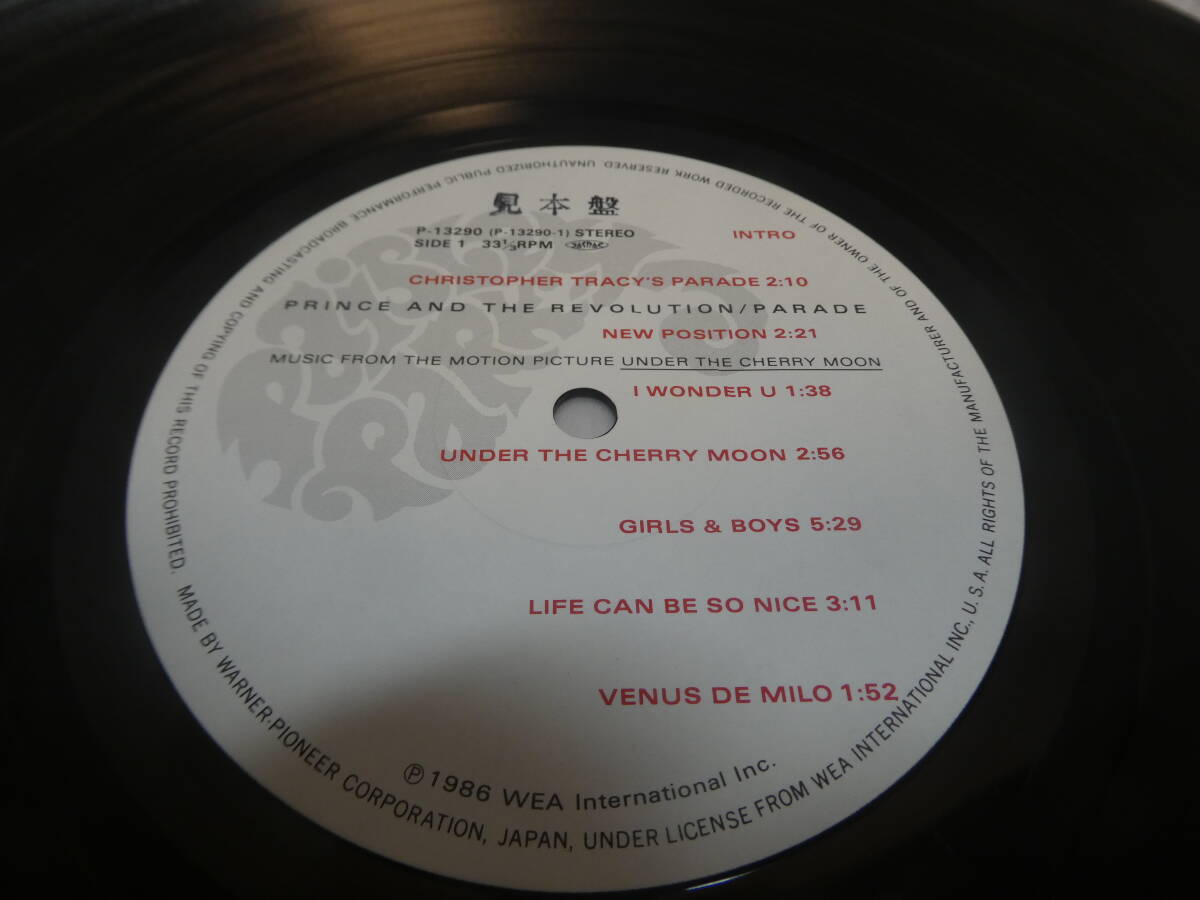 見本盤
P-13290 (P-13290-1) STEREO
SIDE 1 33⅓RPM JASRAC
INTRO
CHRISTOPHER TRACY'S PARADE 2:10
PRINCE AND THE REVOLUTION/PARADE
NEW POSITION 2:21
MUSIC FROM THE MOTION PICTURE UNDER THE CHERRY MOON
I WONDER U 1:38
UNDER THE CHERRY MOON 2:56
GIRLS & BOYS 5:29
LIFE CAN BE SO NICE 3:11
VENUS DE MILO 1:52
Ⓟ 1986 WEA International Inc.
MADE BY WARNER-PIONEER CORPORATION, JAPAN, UNDER LICENSE FROM WEA INTERNATIONAL INC., U.S.A. ALL RIGHTS OF THE MANUFACTURER AND OF THE OWNER OF THE RECORDED WORK RESERVED. UNAUTHORIZED PUBLIC PERFORMANCE BROADCASTING AND COPYING OF THIS RECORD PROHIBITED.
PAISLEY PARK